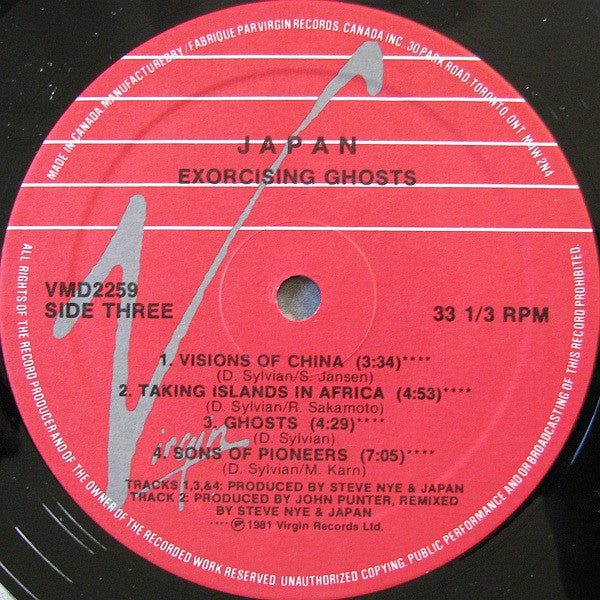 MADE IN CANADA MANUFACTURED BY / FABRIQUE PAR VIRGIN RECORDS, CANADA INC., 30 PARK ROAD TORONTO, ONT. M4W 2N4
JAPAN
EXORCISING GHOSTS
VMD2259
SIDE THREE
33 1/3 RPM
1. VISIONS OF CHINA (3:34)****
(D. Sylvian/S. Jansen)
2. TAKING ISLANDS IN AFRICA (4:53)****
(D. Sylvian/R. Sakamoto)
3. GHOSTS (4:29)****
(D. Sylvian)
4. SONS OF PIONEERS (7:05)****
(D. Sylvian/M. Karn)
Virgin
TRACKS 1,3,&4: PRODUCED BY STEVE NYE & JAPAN
TRACK 2: PRODUCED BY JOHN PUNTER, REMIXED
BY STEVE NYE & JAPAN
****℗1981 Virgin Records Ltd.
ALL RIGHTS OF THE RECORD PRODUCER AND OF THE OWNER OF THE RECORDED WORK RESERVED. UNAUTHORIZED COPYING, PUBLIC PERFORMANCE AND/OR BROADCASTING OF THIS RECORD PROHIBITED.